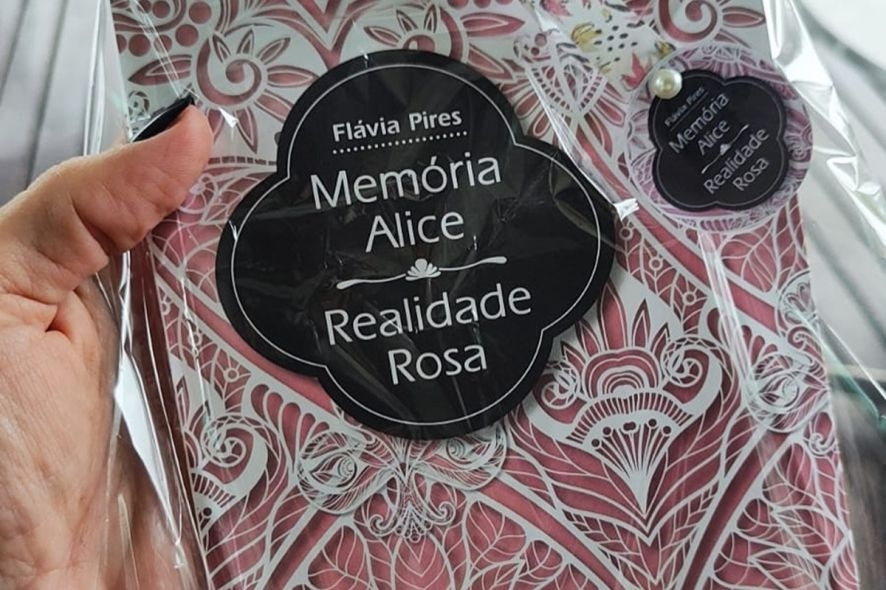 Flávia Pires
Memória
Alice
Realidade
Rosa
Flávia Pires
Memória
Alice
Realidade
Rosa